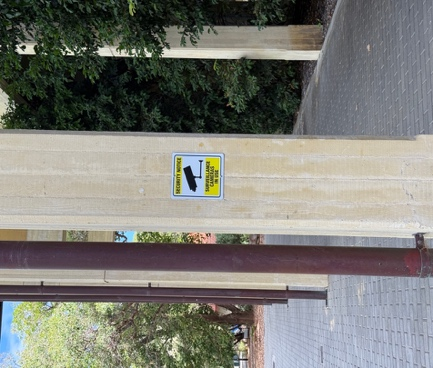 SECURITY NOTICE
SURVEILLANCE
CAMERAS
IN USE